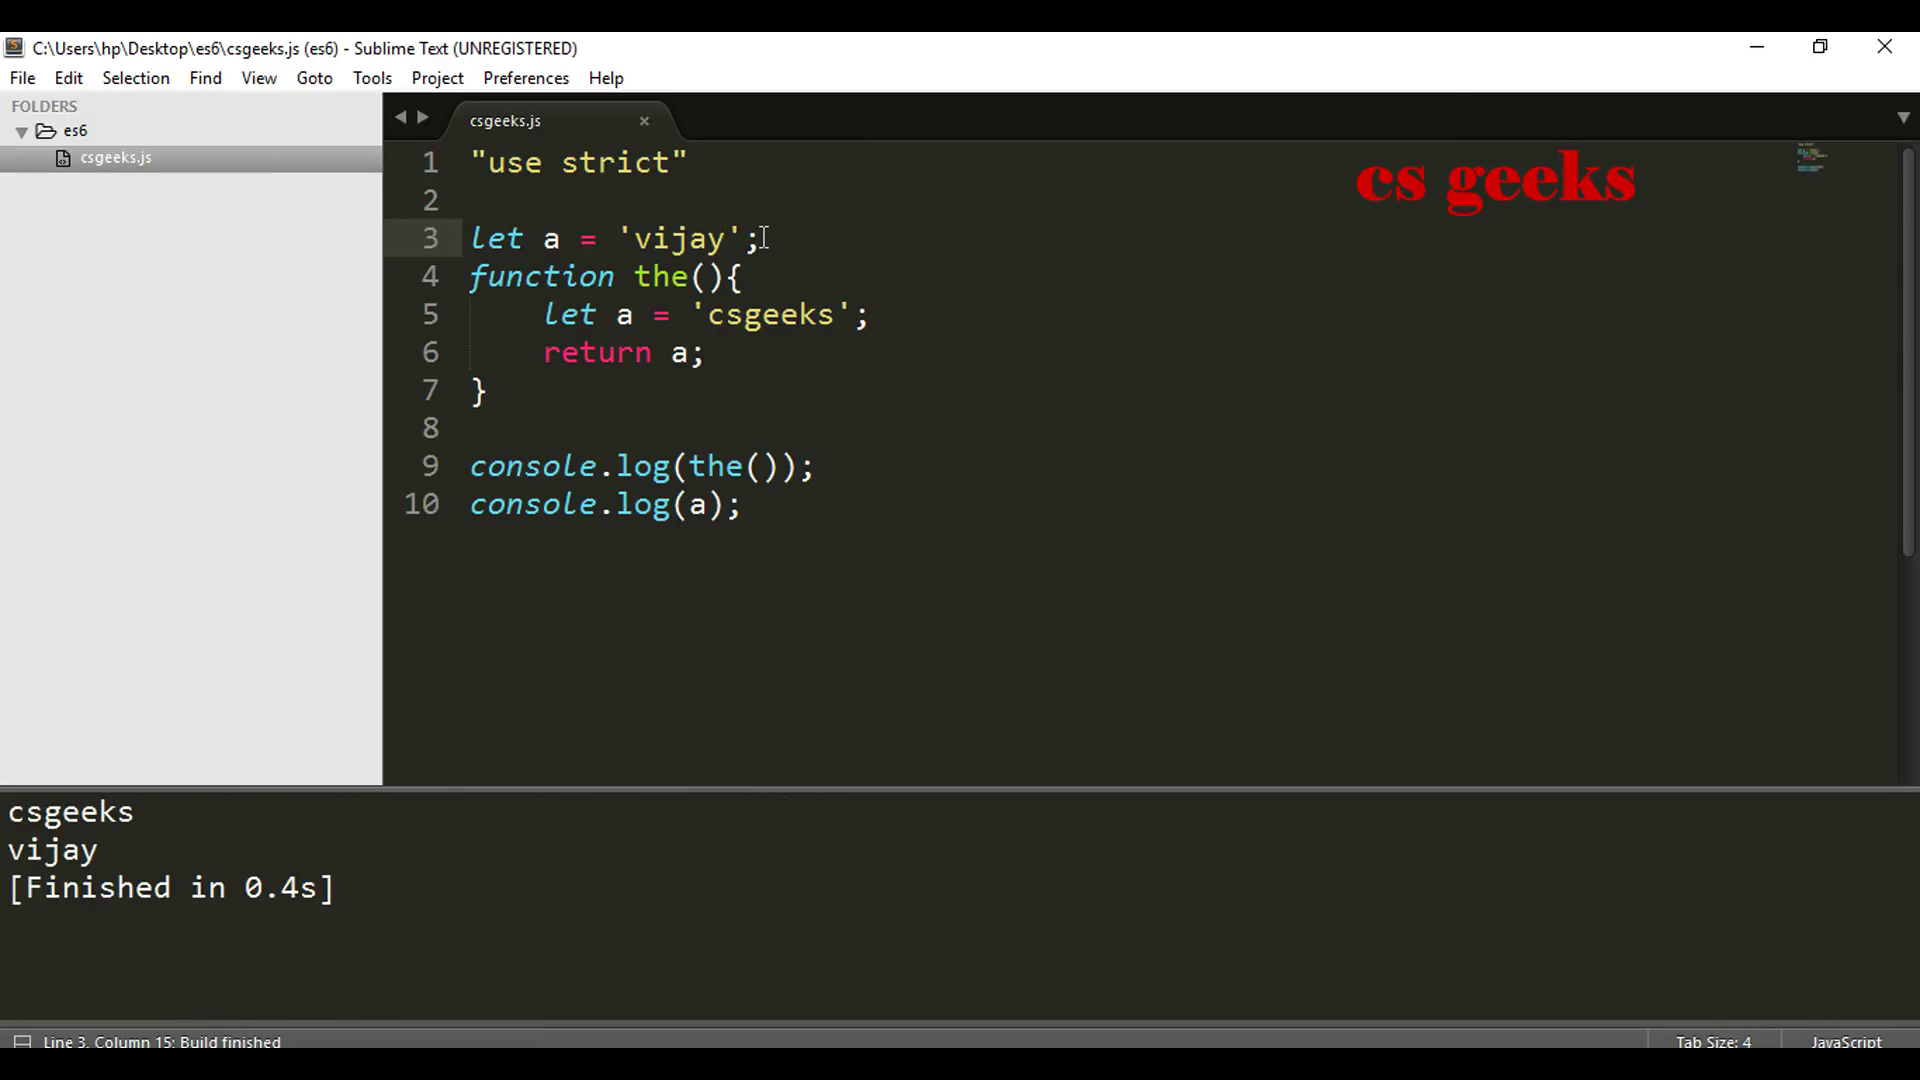 C:\Users\hp\Desktop\es6\csgeeks.js (es6) - Sublime Text (UNREGISTERED)
File Edit Selection Find View Goto Tools Project Preferences Help
FOLDERS
es6
csgeeks.js
csgeeks.js
cs geeks
1 "use strict"
2
3 let a = 'vijay';
4 function the(){
5     let a = 'csgeeks';
6     return a;
7 }
8
9 console.log(the());
10 console.log(a);
csgeeks
vijay
[Finished in 0.4s]
Line 3, Column 15; Build finished Tab Size: 4 JavaScript